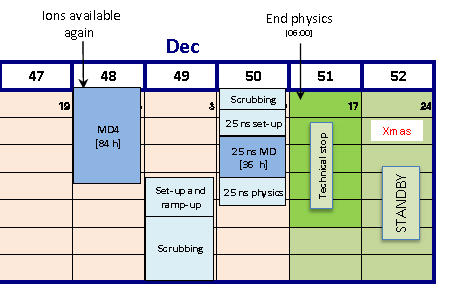 Ions available
again
End physics
[06:00]
Dec
47 48 49 50 51 52
19 3 17 24
MD4
[84 h]
Scrubbing
25 ns set-up
25 ns MD
[36 h]
25 ns physics
Set-up and
ramp-up
Scrubbing
Technical stop
Xmas
STANDBY